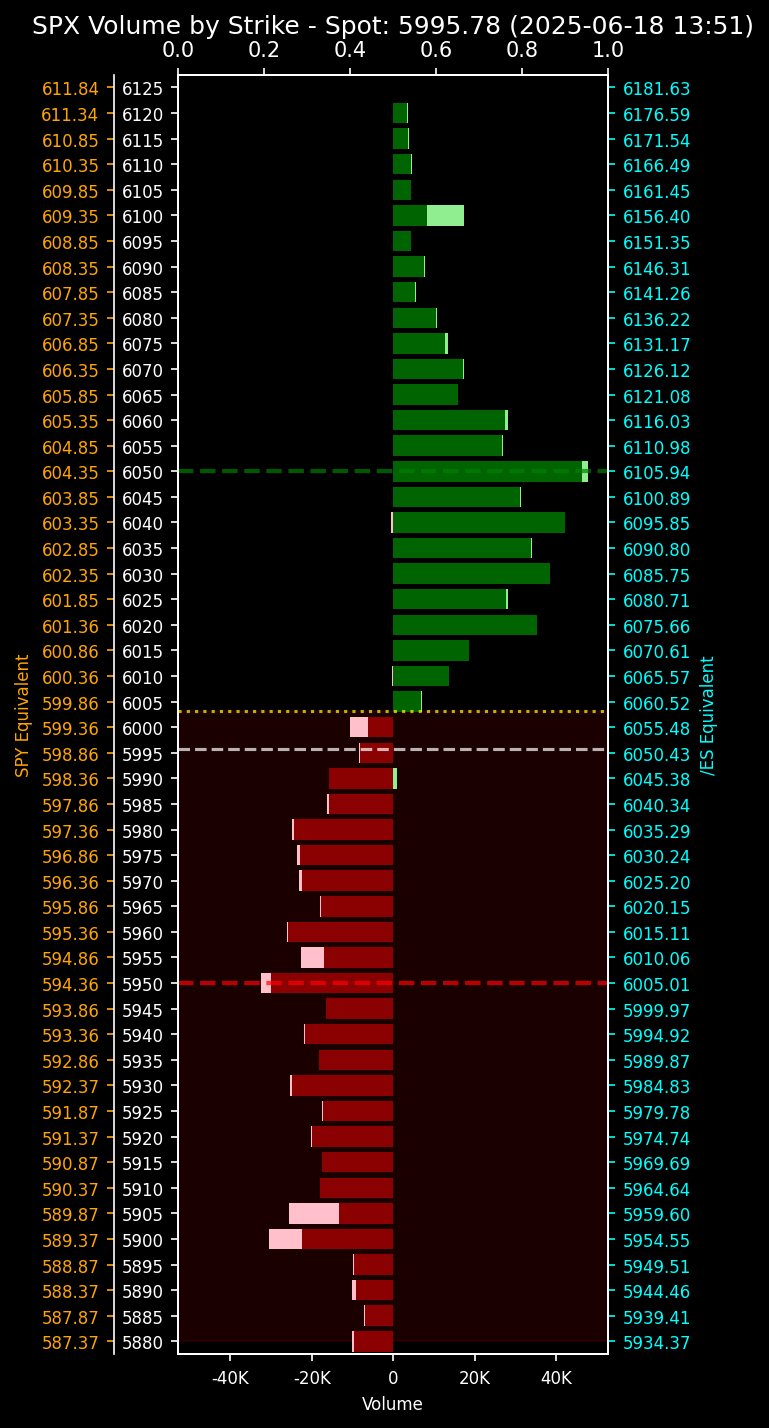 SPX Volume by Strike - Spot: 5995.78 (2025-06-18 13:51)
0.0 0.2 0.4 0.6 0.8 1.0
611.84 6125 6181.63
611.34 6120 6176.59
610.85 6115 6171.54
610.35 6110 6166.49
609.85 6105 6161.45
609.35 6100 6156.40
608.85 6095 6151.35
608.35 6090 6146.31
607.85 6085 6141.26
607.35 6080 6136.22
606.85 6075 6131.17
606.35 6070 6126.12
605.85 6065 6121.08
605.35 6060 6116.03
604.85 6055 6110.98
604.35 6050 6105.94
603.85 6045 6100.89
603.35 6040 6095.85
602.85 6035 6090.80
602.35 6030 6085.75
601.85 6025 6080.71
601.36 6020 6075.66
600.86 6015 6070.61
600.36 6010 6065.57
599.86 6005 6060.52
599.36 6000 6055.48
598.86 5995 6050.43
598.36 5990 6045.38
597.86 5985 6040.34
597.36 5980 6035.29
596.86 5975 6030.24
596.36 5970 6025.20
595.86 5965 6020.15
595.36 5960 6015.11
594.86 5955 6010.06
594.36 5950 6005.01
593.86 5945 5999.97
593.36 5940 5994.92
592.86 5935 5989.87
592.37 5930 5984.83
591.87 5925 5979.78
591.37 5920 5974.74
590.87 5915 5969.69
590.37 5910 5964.64
589.87 5905 5959.60
589.37 5900 5954.55
588.87 5895 5949.51
588.37 5890 5944.46
587.87 5885 5939.41
587.37 5880 5934.37
SPY Equivalent
/ES Equivalent
-40K -20K 0 20K 40K
Volume